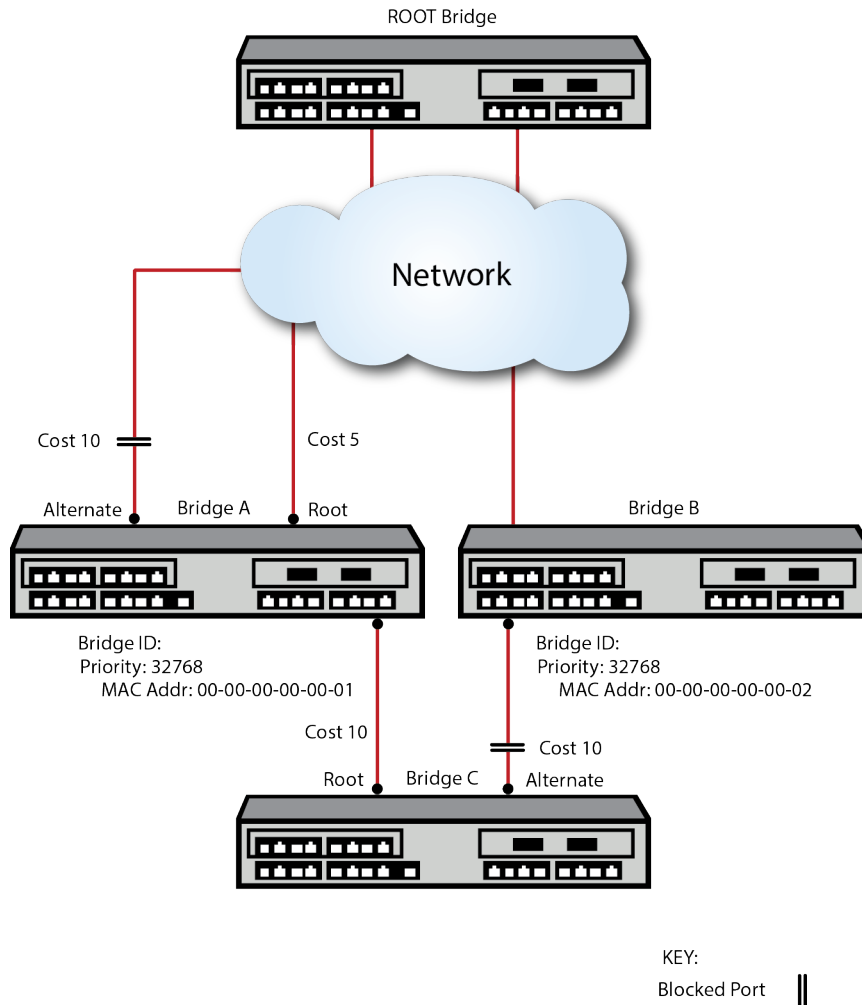 ROOT Bridge
Network
Cost 10
Cost 5
Alternate
Bridge A
Root
Bridge B
Bridge ID:
Priority: 32768
MAC Addr: 00-00-00-00-00-01
Bridge ID:
Priority: 32768
MAC Addr: 00-00-00-00-00-02
Cost 10
Cost 10
Root
Bridge C
Alternate
KEY:
Blocked Port